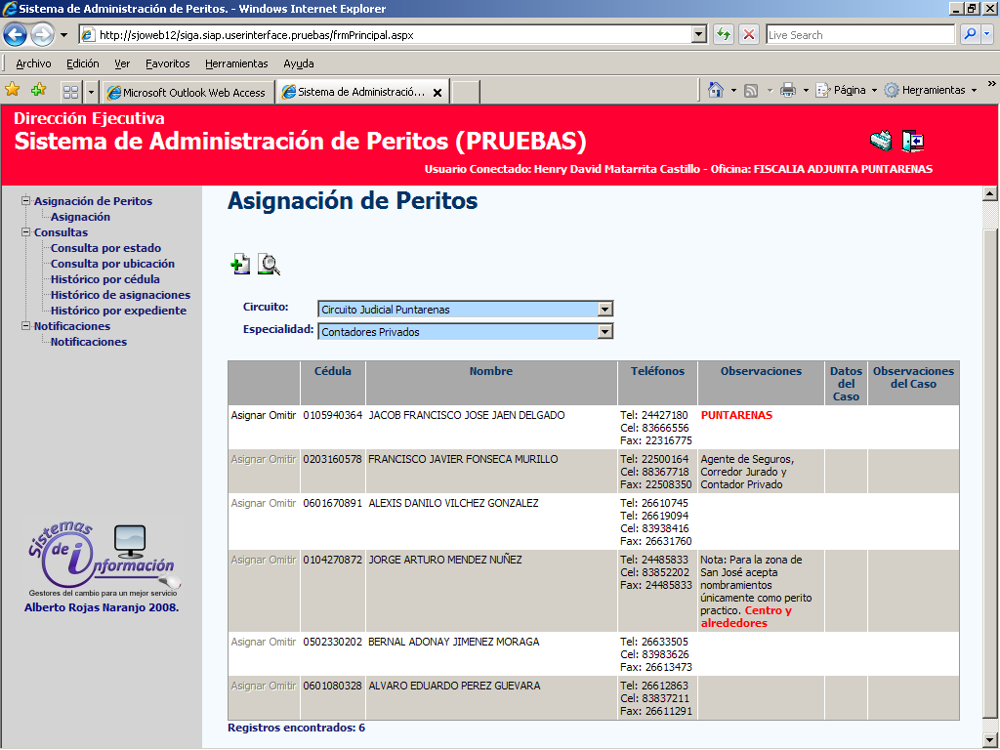 Sistema de Administración de Peritos. - Windows Internet Explorer
http://sjoweb12/siga.siap.userinterface.pruebas/frmPrincipal.aspx
Live Search
Archivo Edición Ver Favoritos Herramientas Ayuda
Microsoft Outlook Web Access
Sistema de Administració...
Página
Herramientas
Dirección Ejecutiva
Sistema de Administración de Peritos (PRUEBAS)
Usuario Conectado: Henry David Matarrita Castillo - Oficina: FISCALIA ADJUNTA PUNTARENAS
Asignación de Peritos
Asignación
Consultas
Consulta por estado
Consulta por ubicación
Histórico por cédula
Histórico de asignaciones
Histórico por expediente
Notificaciones
Notificaciones
Sistemas
de i
nformación
Gestores del cambio para un mejor servicio
Alberto Rojas Naranjo 2008.
Asignación de Peritos
Circuito: Circuito Judicial Puntarenas
Especialidad: Contadores Privados
Cédula Nombre Teléfonos Observaciones Datos del Caso Observaciones del Caso
Asignar Omitir 0105940364 JACOB FRANCISCO JOSE JAEN DELGADO Tel: 24427180 PUNTARENAS
Cel: 83666556
Fax: 22316775
Asignar Omitir 0203160578 FRANCISCO JAVIER FONSECA MURILLO Tel: 22500164 Agente de Seguros,
Cel: 88367718 Corredor Jurado y
Fax: 22508350 Contador Privado
Asignar Omitir 0601670891 ALEXIS DANILO VILCHEZ GONZALEZ Tel: 26610745
Tel: 26619094
Cel: 83938416
Fax: 26631760
Asignar Omitir 0104270872 JORGE ARTURO MENDEZ NUÑEZ Tel: 24485833 Nota: Para la zona de
Cel: 83852202 San José acepta
Fax: 24485833 nombramientos
únicamente como perito
practico. Centro y
alrededores
Asignar Omitir 0502330202 BERNAL ADONAY JIMENEZ MORAGA Tel: 26633505
Cel: 83983626
Fax: 26613473
Asignar Omitir 0601080328 ALVARO EDUARDO PEREZ GUEVARA Tel: 26612863
Cel: 83837211
Fax: 26611291
Registros encontrados: 6